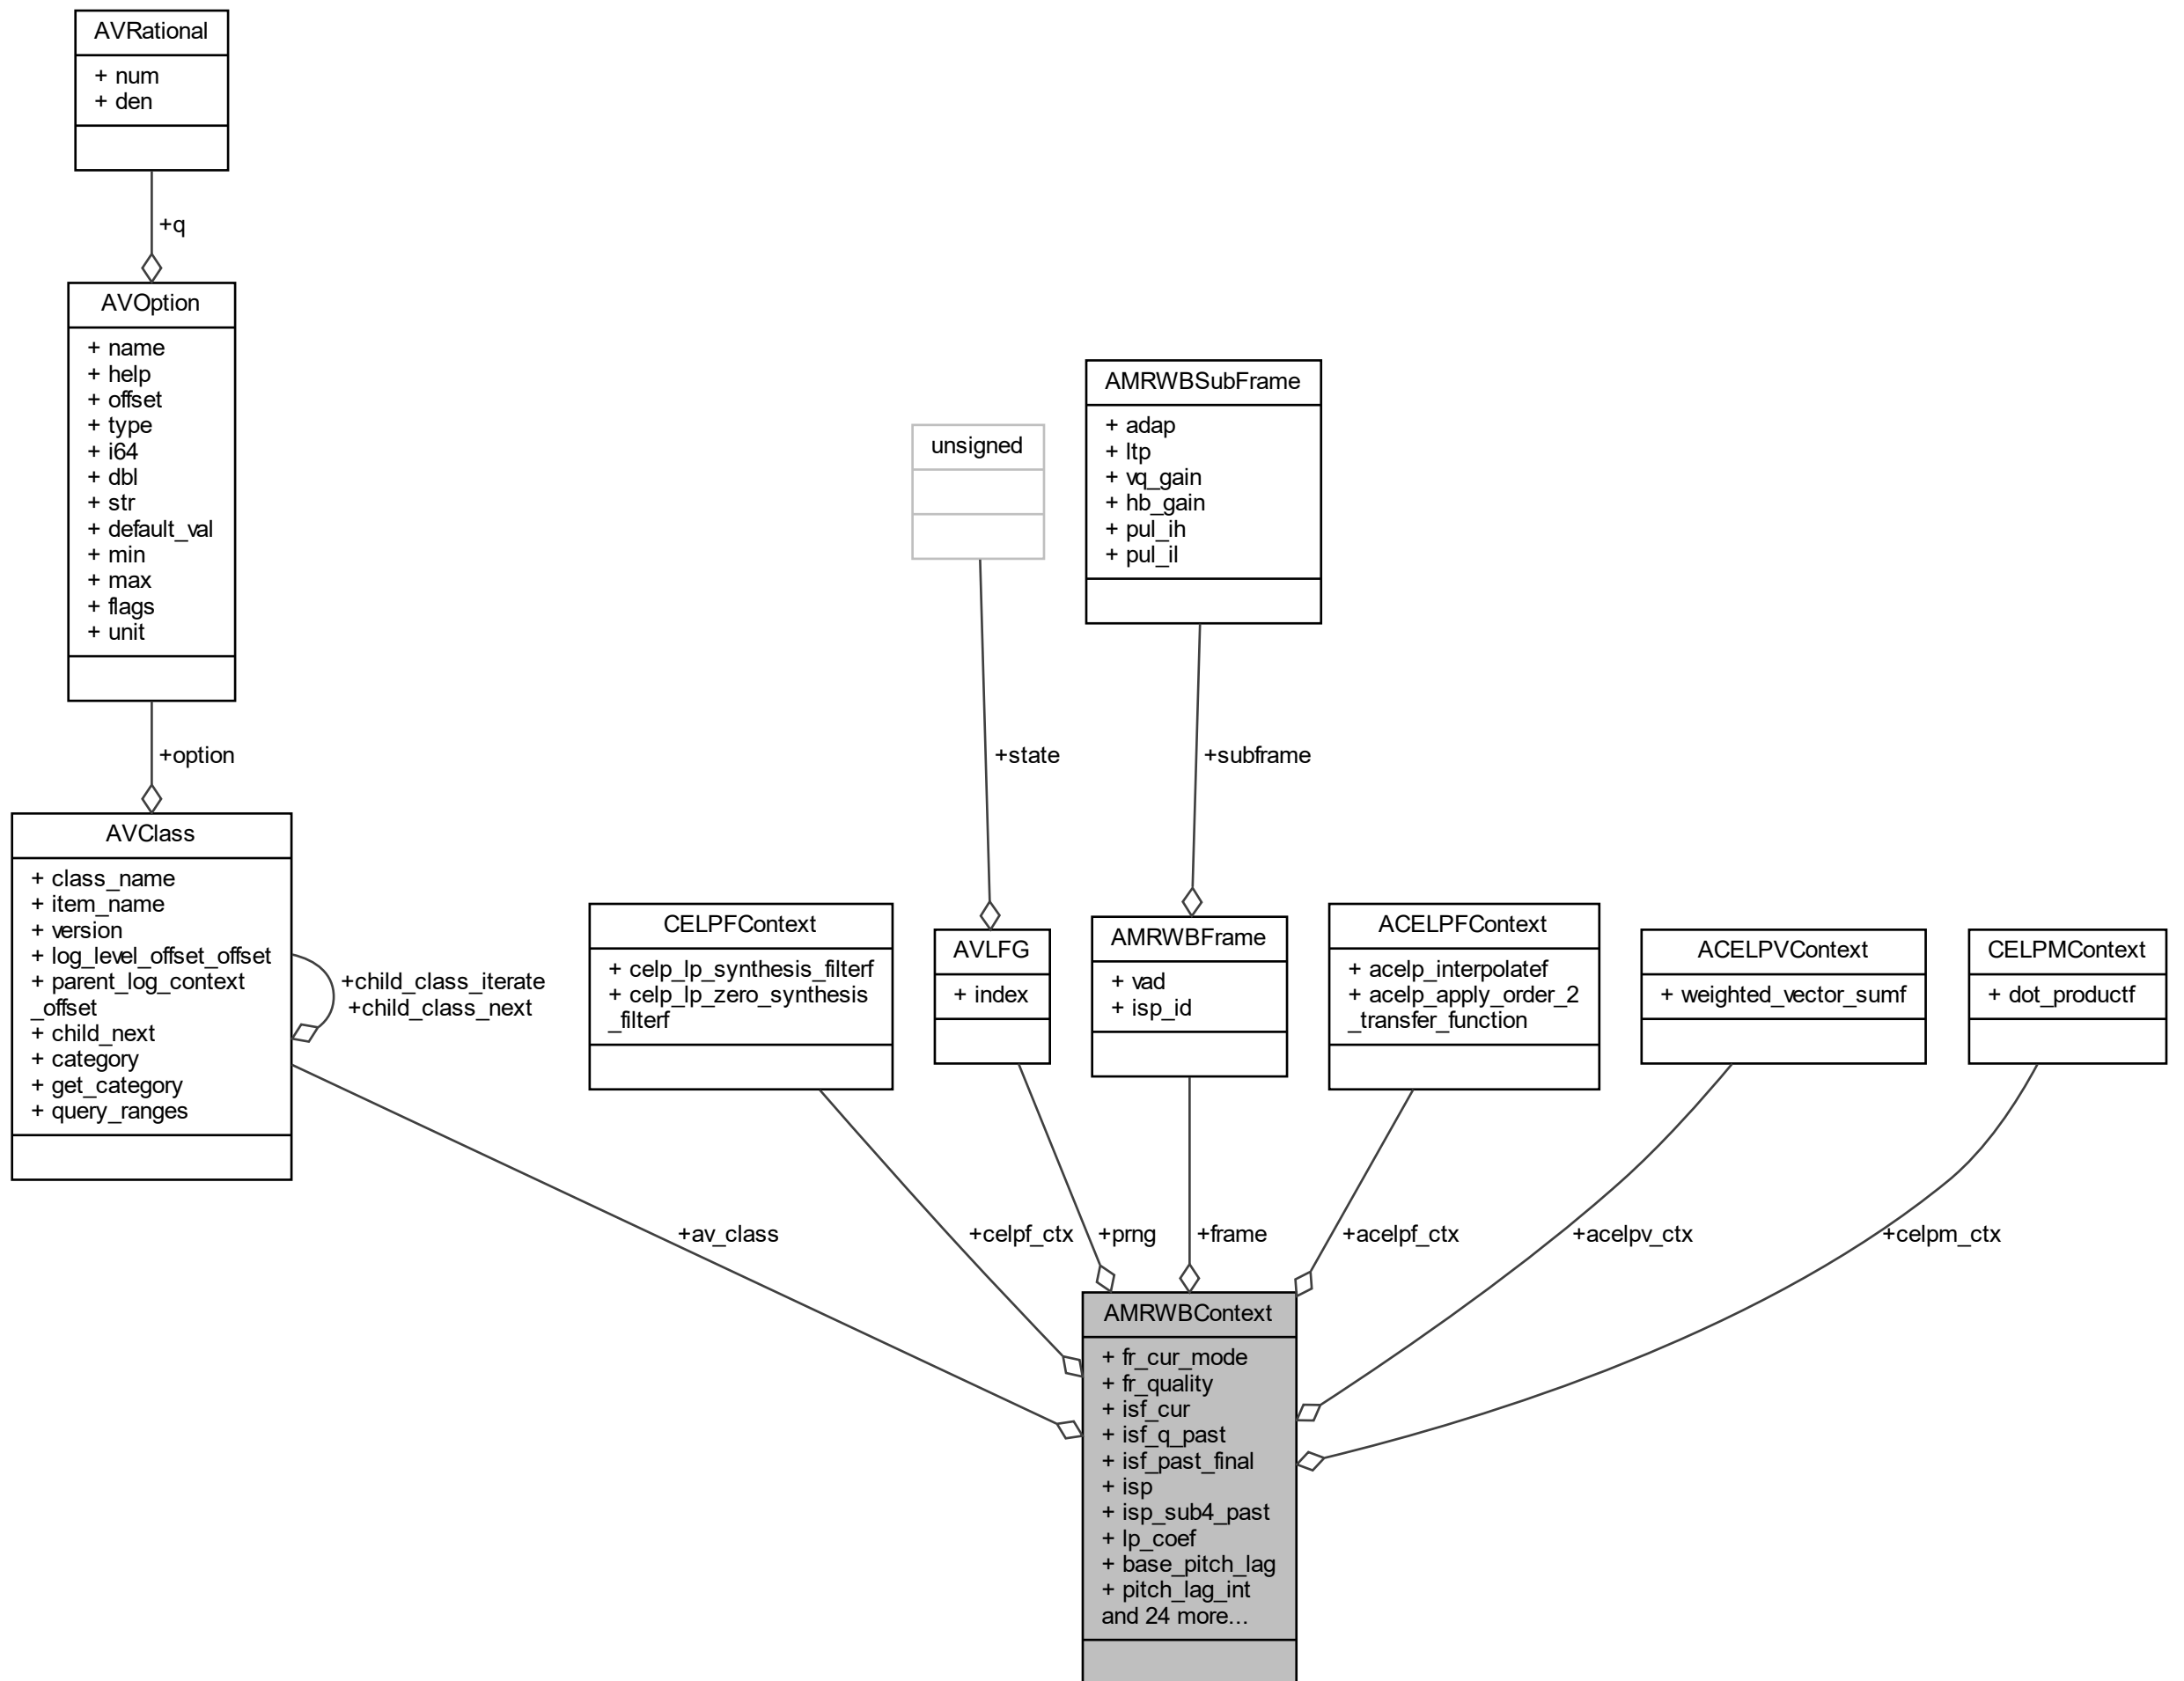 AVRational
+ num
+ den
+q
AVOption
+ name
+ help
+ offset
+ type
+ i64
+ dbl
+ str
+ default_val
+ min
+ max
+ flags
+ unit
+option
AVClass
+ class_name
+ item_name
+ version
+ log_level_offset_offset
+ parent_log_context
_offset
+ child_next
+ category
+ get_category
+ query_ranges
+child_class_iterate
+child_class_next
unsigned
+state
AMRWBSubFrame
+ adap
+ ltp
+ vq_gain
+ hb_gain
+ pul_ih
+ pul_il
+subframe
CELPFContext
+ celp_lp_synthesis_filterf
+ celp_lp_zero_synthesis
_filterf
AVLFG
+ index
AMRWBFrame
+ vad
+ isp_id
ACELPFContext
+ acelp_interpolatef
+ acelp_apply_order_2
_transfer_function
ACELPVContext
+ weighted_vector_sumf
CELPMContext
+ dot_productf
+av_class
+celpf_ctx
+prng
+frame
+acelpf_ctx
+acelpv_ctx
+celpm_ctx
AMRWBContext
+ fr_cur_mode
+ fr_quality
+ isf_cur
+ isf_q_past
+ isf_past_final
+ isp
+ isp_sub4_past
+ lp_coef
+ base_pitch_lag
+ pitch_lag_int
and 24 more...